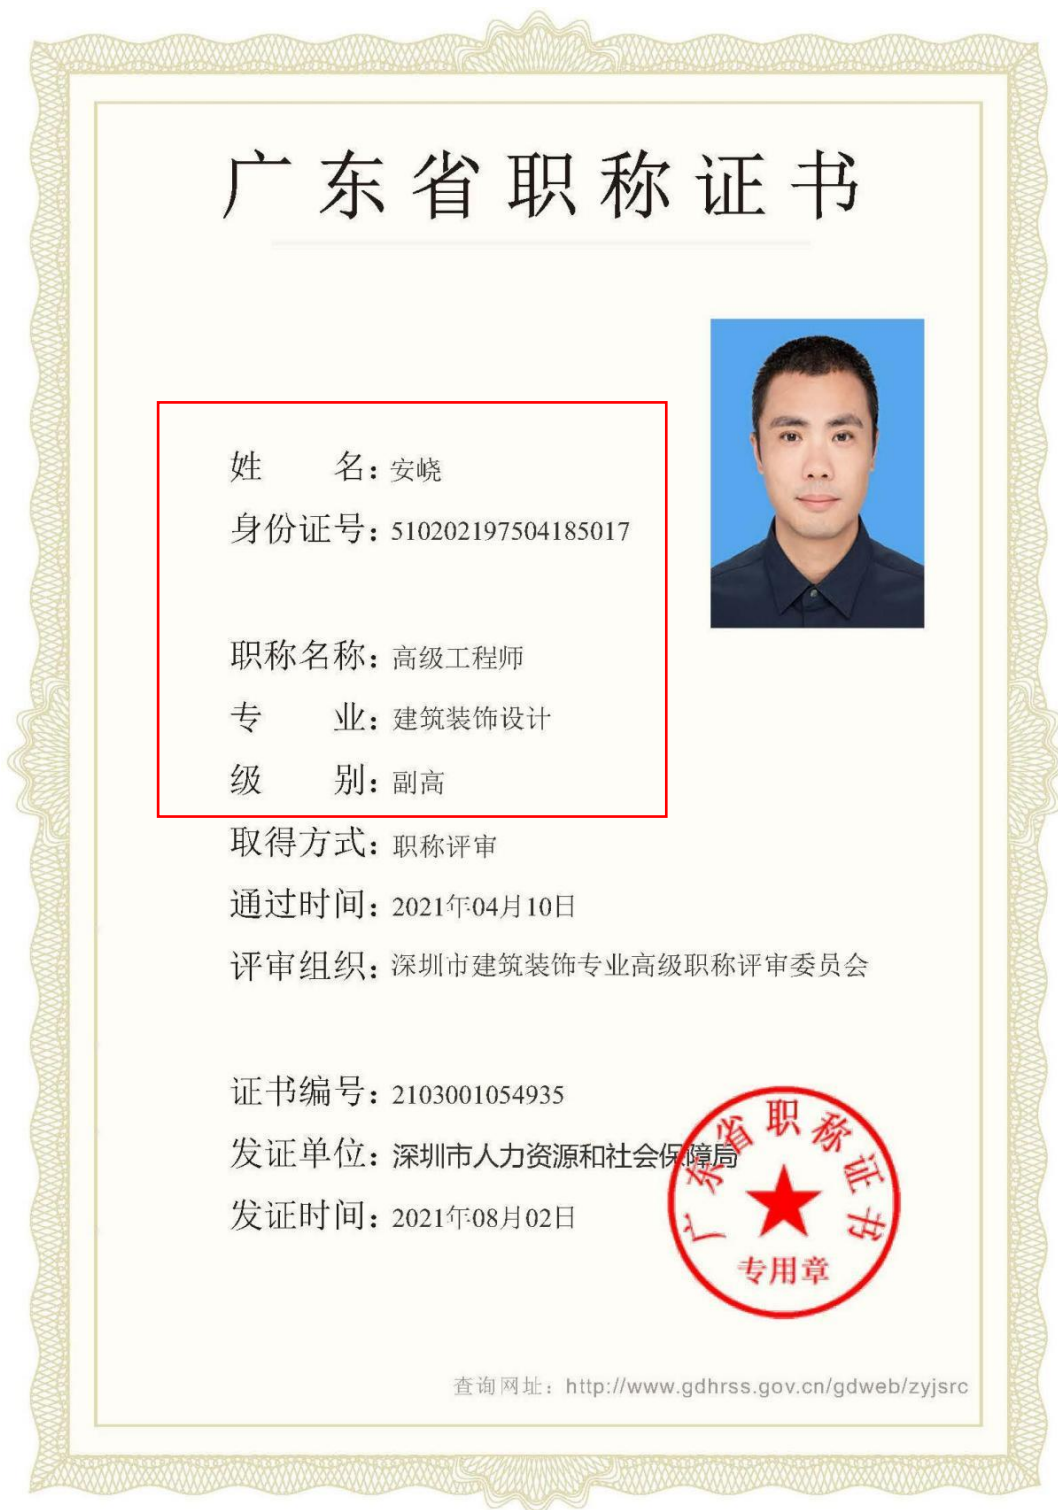 广东省职称证书
姓 名：安峣
身份证号：510202197504185017
职称名称：高级工程师
专 业：建筑装饰设计
级 别：副高
取得方式：职称评审
通过时间：2021年04月10日
评审组织：深圳市建筑装饰专业高级职称评审委员会
证书编号：2103001054935
发证单位：深圳市人力资源和社会保障局
发证时间：2021年08月02日
广东省职称证书
专用章
查询网址：http://www.gdhrss.gov.cn/gdweb/zyjsrc